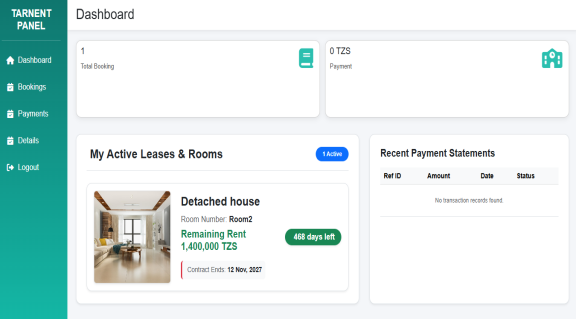 TARNENT
PANEL
Dashboard
Bookings
Payments
Details
Logout
Dashboard
1
Total Booking
0 TZS
Payment
My Active Leases & Rooms
1 Active
Detached house
Room Number: Room2
Remaining Rent
1,400,000 TZS
468 days left
Contract Ends: 12 Nov, 2027
Recent Payment Statements
Ref ID Amount Date Status
No transaction records found.